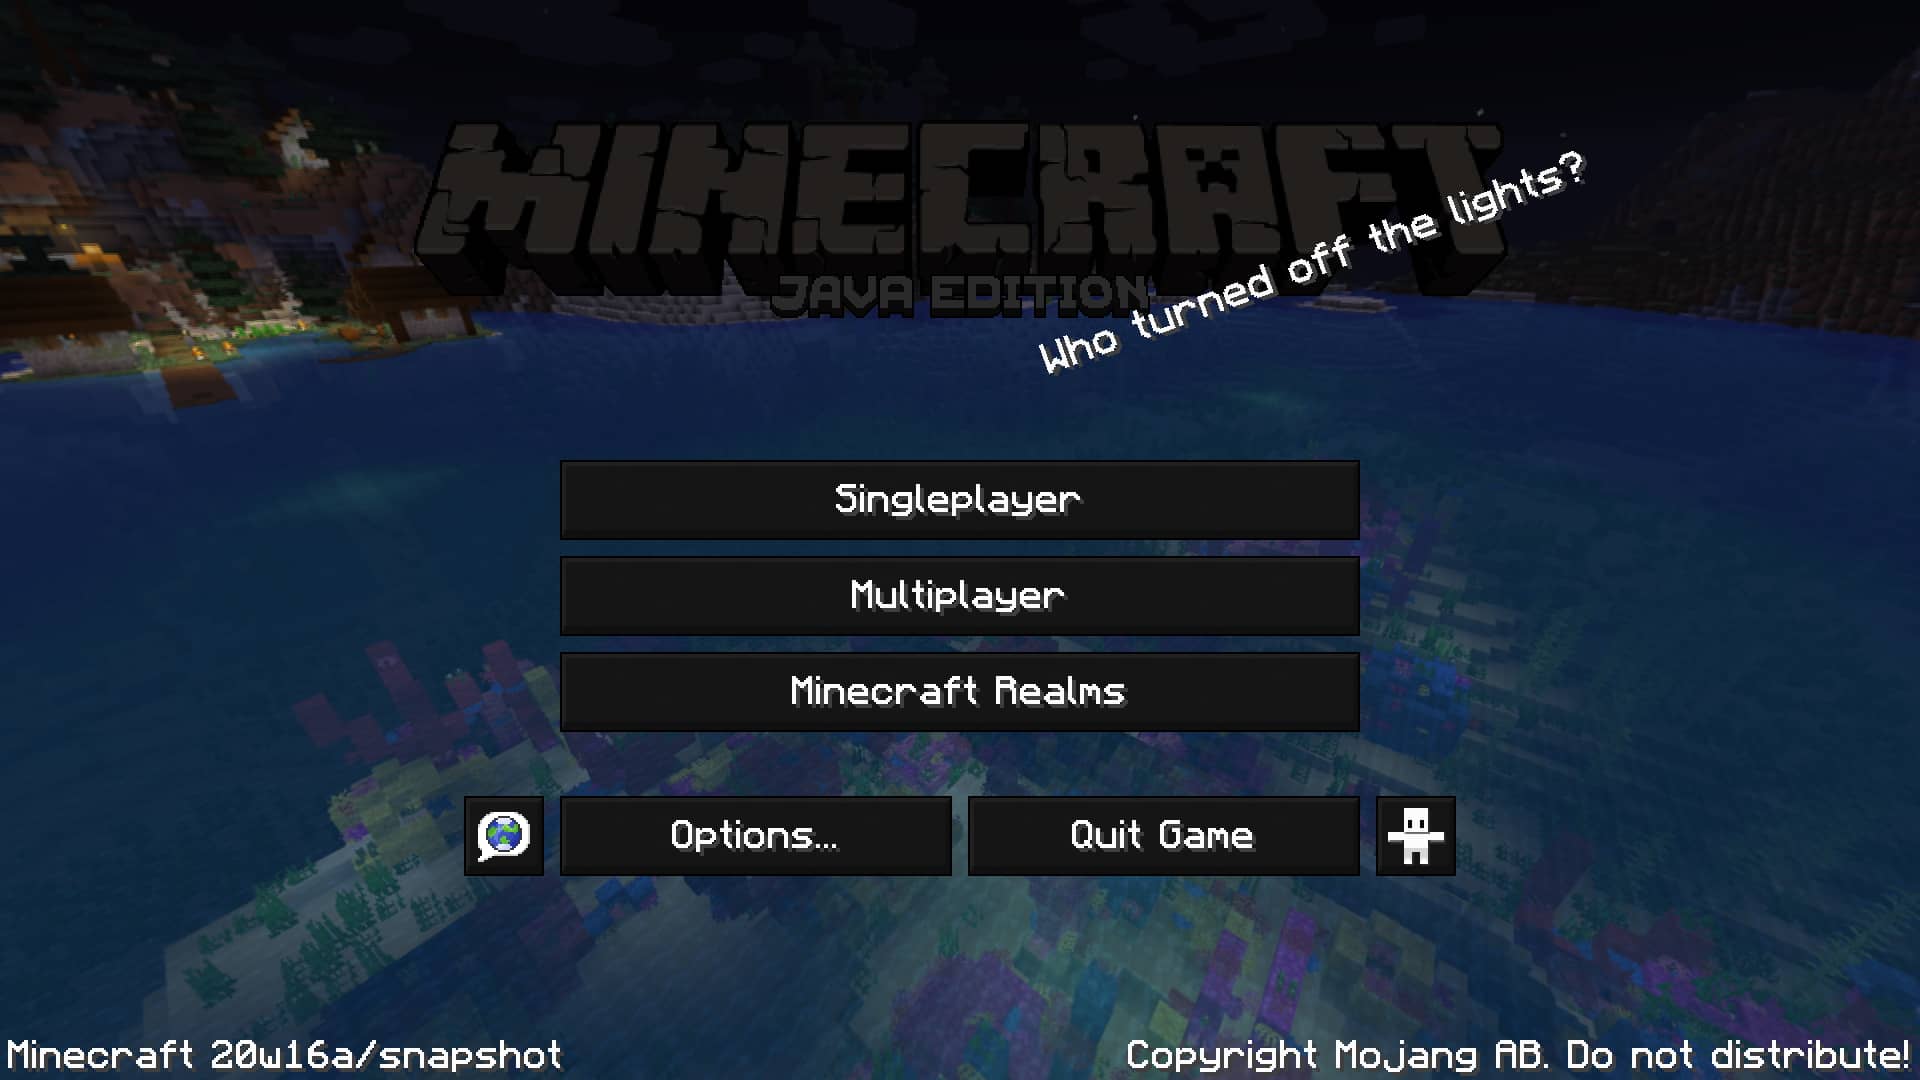 MINECRAFT
JAVA EDITION
Who turned off the lights?
Singleplayer
Multiplayer
Minecraft Realms
Options...
Quit Game
Minecraft 20w16a/snapshot
Copyright Mojang AB. Do not distribute!